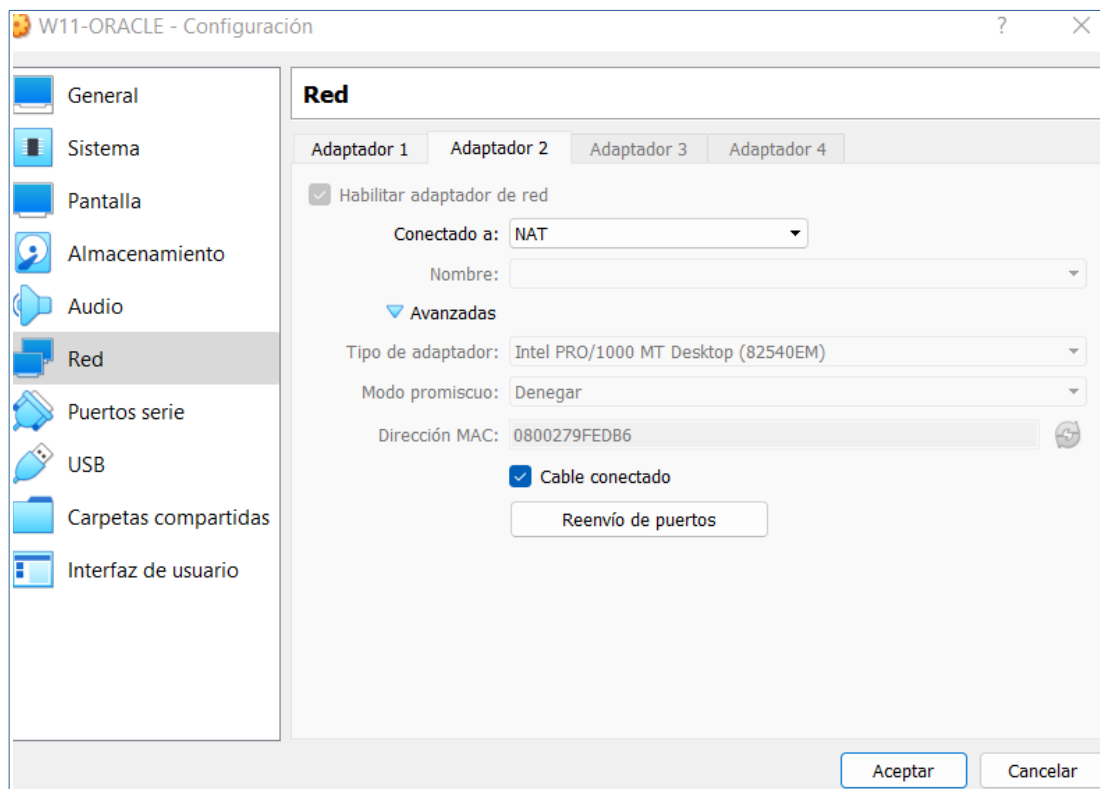 W11-ORACLE - Configuración ?
General
Sistema
Pantalla
Almacenamiento
Audio
Red
Puertos serie
USB
Carpetas compartidas
Interfaz de usuario
Red
Adaptador 1 Adaptador 2 Adaptador 3 Adaptador 4
Habilitar adaptador de red
Conectado a: NAT
Nombre:
Avanzadas
Tipo de adaptador: Intel PRO/1000 MT Desktop (82540EM)
Modo promiscuo: Denegar
Dirección MAC: 0800279FEDB6
Cable conectado
Reenvío de puertos
Aceptar Cancelar